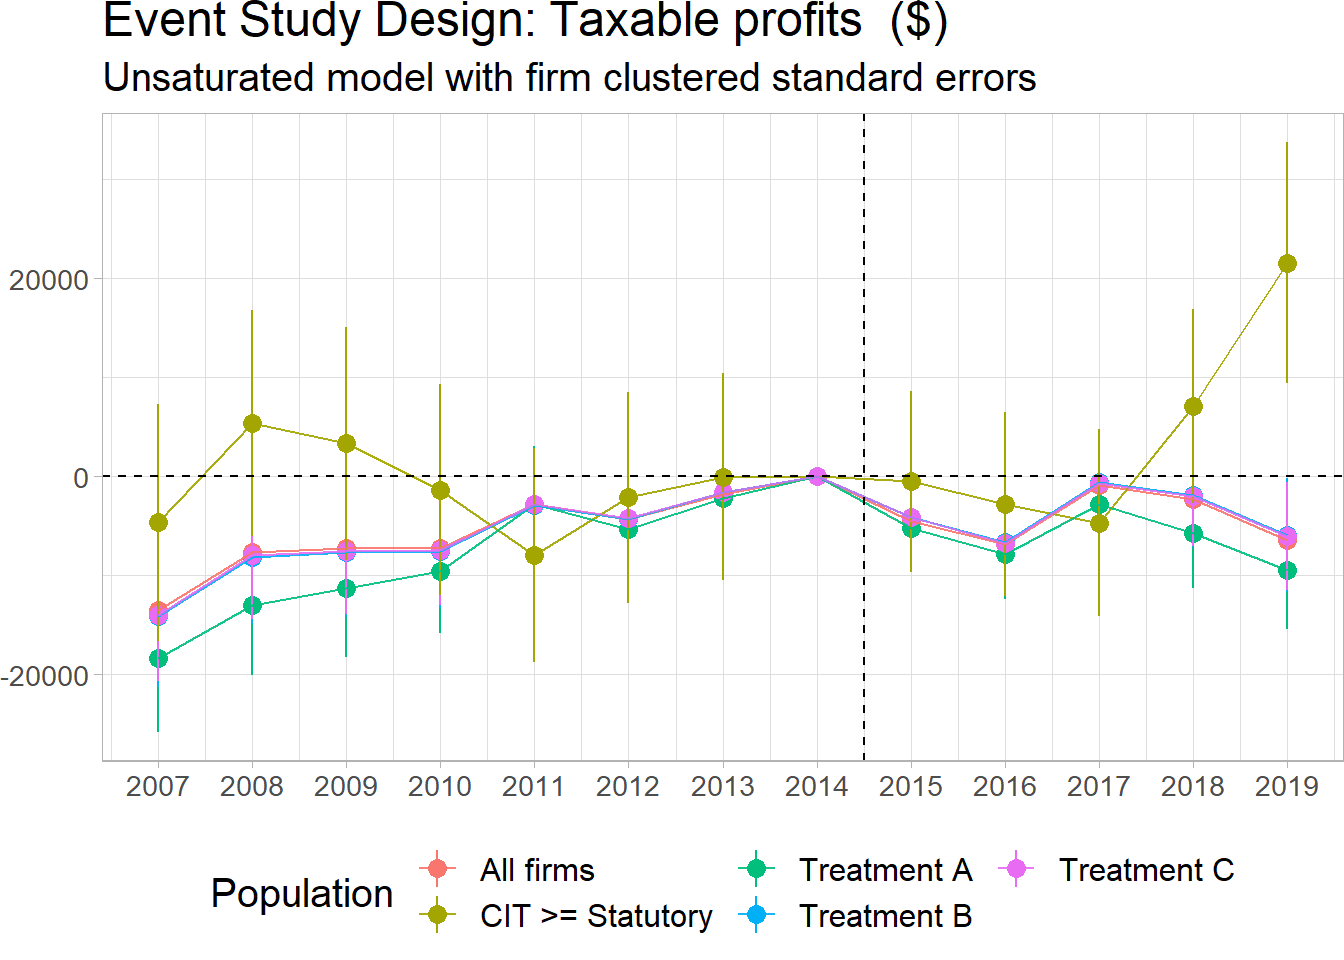 Event Study Design: Taxable profits  ($)
Unsaturated model with firm clustered standard errors
20000
0
-20000
2007 2008 2009 2010 2011 2012 2013 2014 2015 2016 2017 2018 2019
Population
All firms
CIT >= Statutory
Treatment A
Treatment B
Treatment C